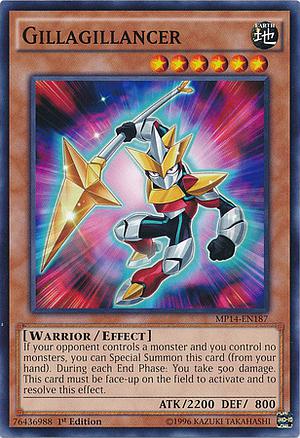 GILLAGILLANCER
EARTH
地
MP14-EN187
[WARRIOR / EFFECT]
If your opponent controls a monster and you control no
monsters, you can Special Summon this card (from your
hand). During each End Phase: You take 500 damage.
This card must be face-up on the field to activate and to
resolve this effect.
ATK/2200 DEF/ 800
76436988 1st Edition ©1996 KAZUKI TAKAHASHI